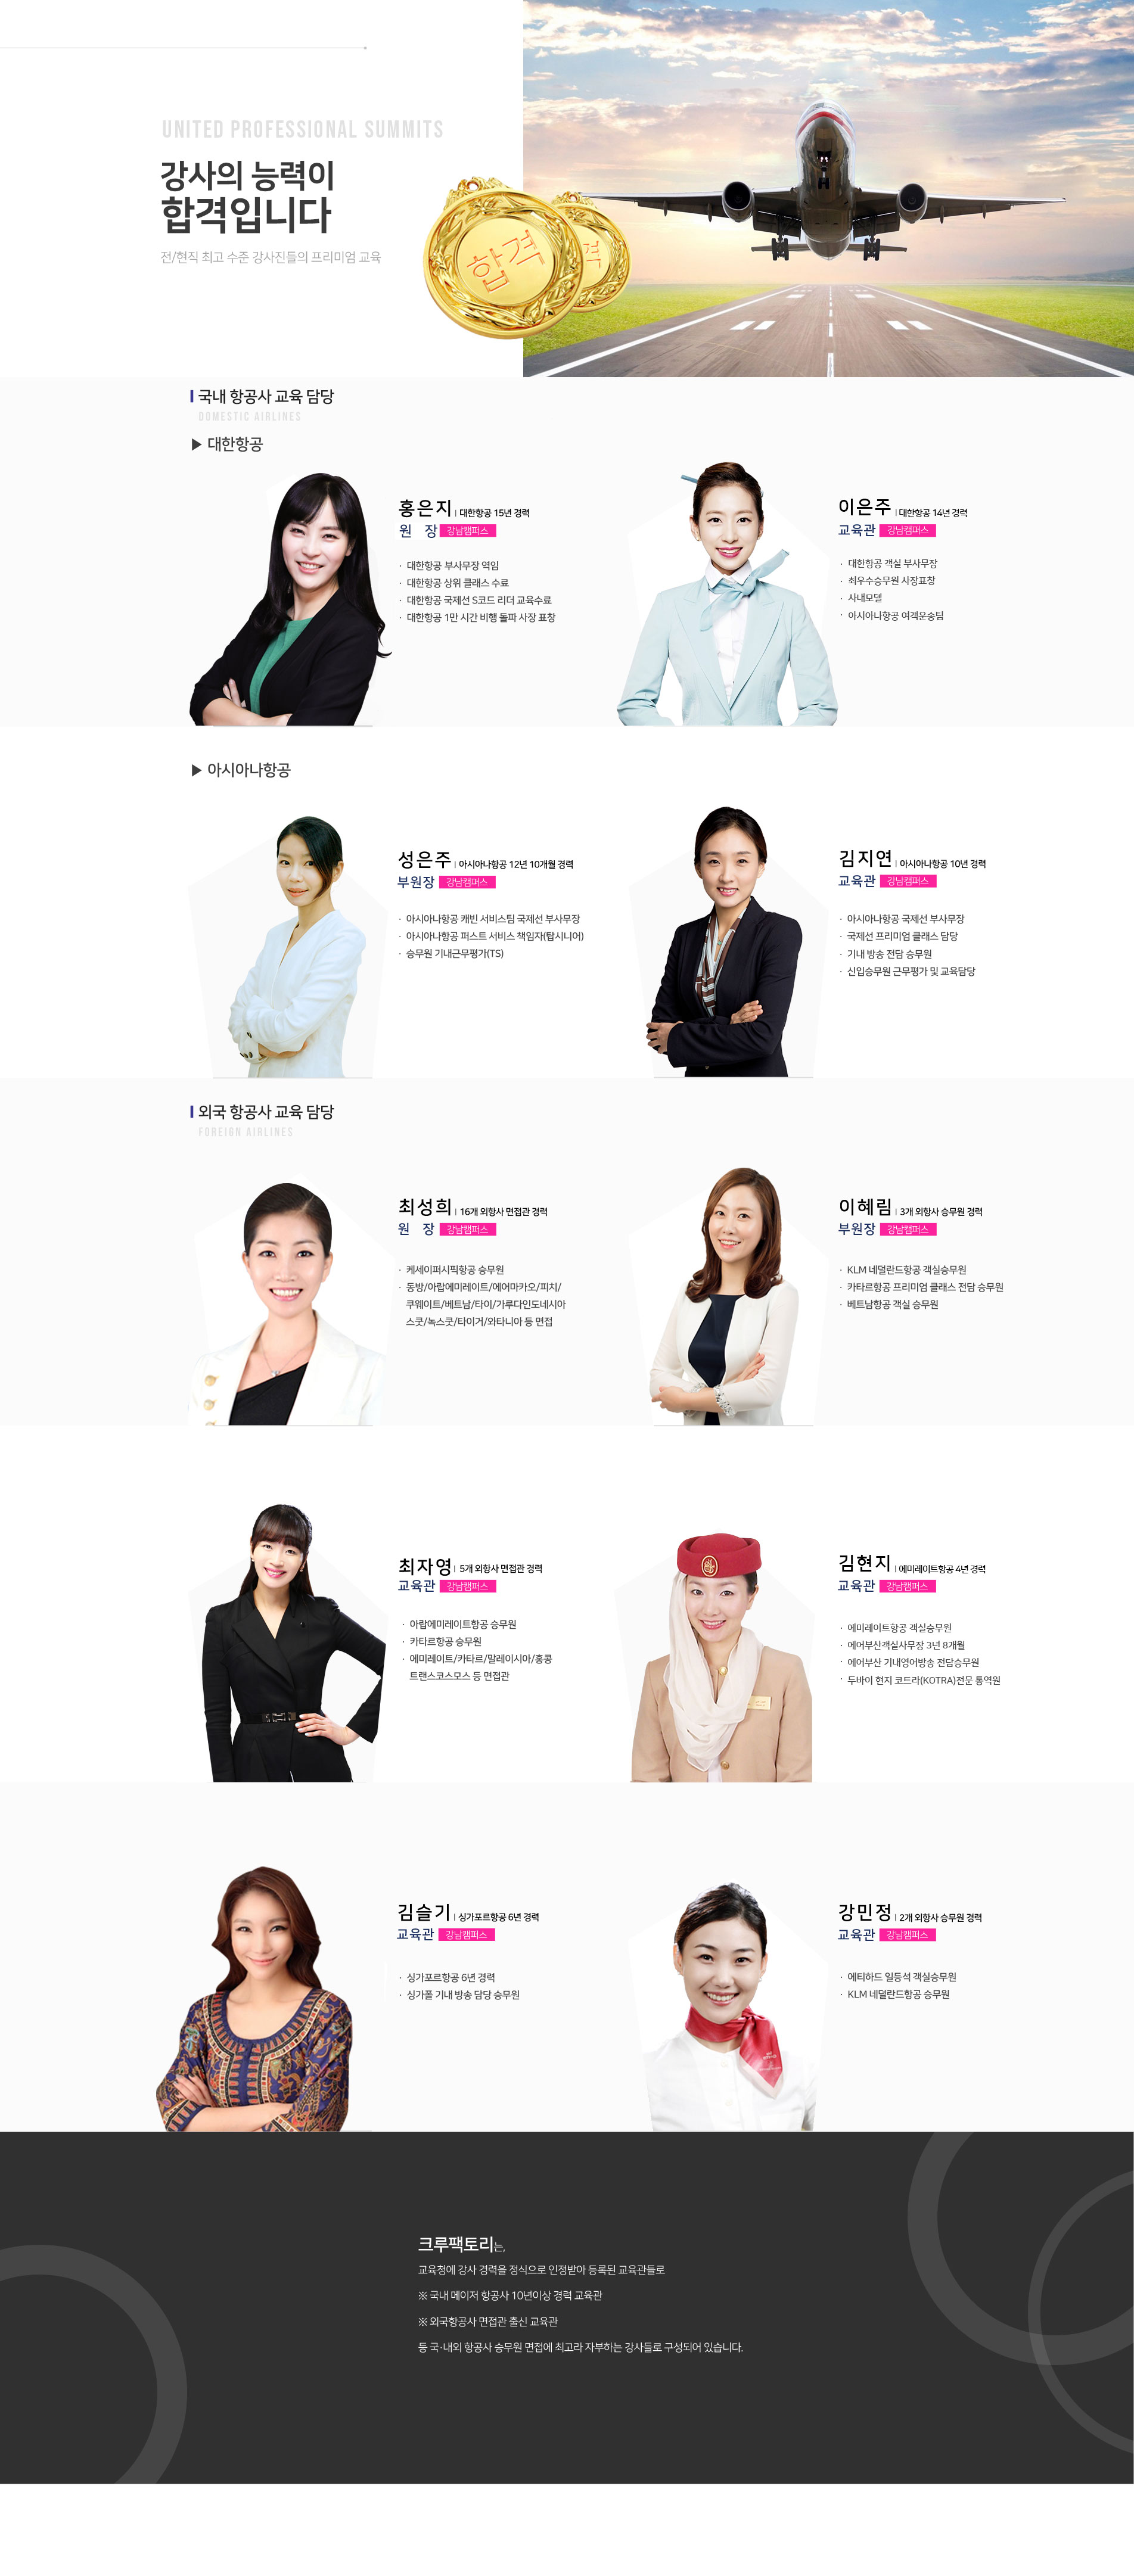 UNITED PROFESSIONAL SUMMITS
강사의 능력이
합격입니다
전/현직 최고 수준 강사진들의 프리미엄 교육
합격
격
국내 항공사 교육 담당
DOMESTIC AIRLINES
▶ 대한항공
홍은지 | 대한항공 15년 경력
원 장 강남캠퍼스
· 대한항공 부사무장 역임
· 대한항공 상위 클래스 수료
· 대한항공 국제선 S코드 리더 교육수료
· 대한항공 1만 시간 비행 돌파 사장 표창
이은주 | 대한항공 14년 경력
교육관 강남캠퍼스
· 대한항공 객실 부사무장
· 최우수승무원 사장표창
· 사내모델
· 아시아나항공 여객운송팀
▶ 아시아나항공
성은주 | 아시아나항공 12년 10개월 경력
부원장 강남캠퍼스
· 아시아나항공 캐빈 서비스팀 국제선 부사무장
· 아시아나항공 퍼스트 서비스 책임자(탑시니어)
· 승무원 기내근무평가(TS)
김지연 | 아시아나항공 10년 경력
교육관 강남캠퍼스
· 아시아나항공 국제선 부사무장
· 국제선 프리미엄 클래스 담당
· 기내 방송 전담 승무원
· 신입승무원 근무평가 및 교육담당
외국 항공사 교육 담당
FOREIGN AIRLINES
최성희 | 16개 외항사 면접관 경력
원 장 강남캠퍼스
· 케세이퍼시픽항공 승무원
· 동방/아랍에미레이트/에어마카오/피치/
쿠웨이트/베트남/타이/가루다인도네시아
스쿳/녹스쿳/타이거/와타니아 등 면접
이혜림 | 3개 외항사 승무원 경력
부원장 강남캠퍼스
· KLM 네덜란드항공 객실승무원
· 카타르항공 프리미엄 클래스 전담 승무원
· 베트남항공 객실 승무원
최자영 | 5개 외항사 면접관 경력
교육관 강남캠퍼스
· 아랍에미레이트항공 승무원
· 카타르항공 승무원
· 에미레이트/카타르/말레이시아/홍콩
트랜스코스모스 등 면접관
김현지 | 에미레이트항공 4년 경력
교육관 강남캠퍼스
· 에미레이트항공 객실승무원
· 에어부산객실사무장 3년 8개월
· 에어부산 기내영어방송 전담승무원
· 두바이 현지 코트라(KOTRA)전문 통역원
김슬기 | 싱가포르항공 6년 경력
교육관 강남캠퍼스
· 싱가포르항공 6년 경력
· 싱가폴 기내 방송 담당 승무원
강민정 | 2개 외항사 승무원 경력
교육관 강남캠퍼스
· 에티하드 일등석 객실승무원
· KLM 네덜란드항공 승무원
크루팩토리는,
교육청에 강사 경력을 정식으로 인정받아 등록된 교육관들로
※ 국내 메이저 항공사 10년이상 경력 교육관
※ 외국항공사 면접관 출신 교육관
등 국·내외 항공사 승무원 면접에 최고라 자부하는 강사들로 구성되어 있습니다.